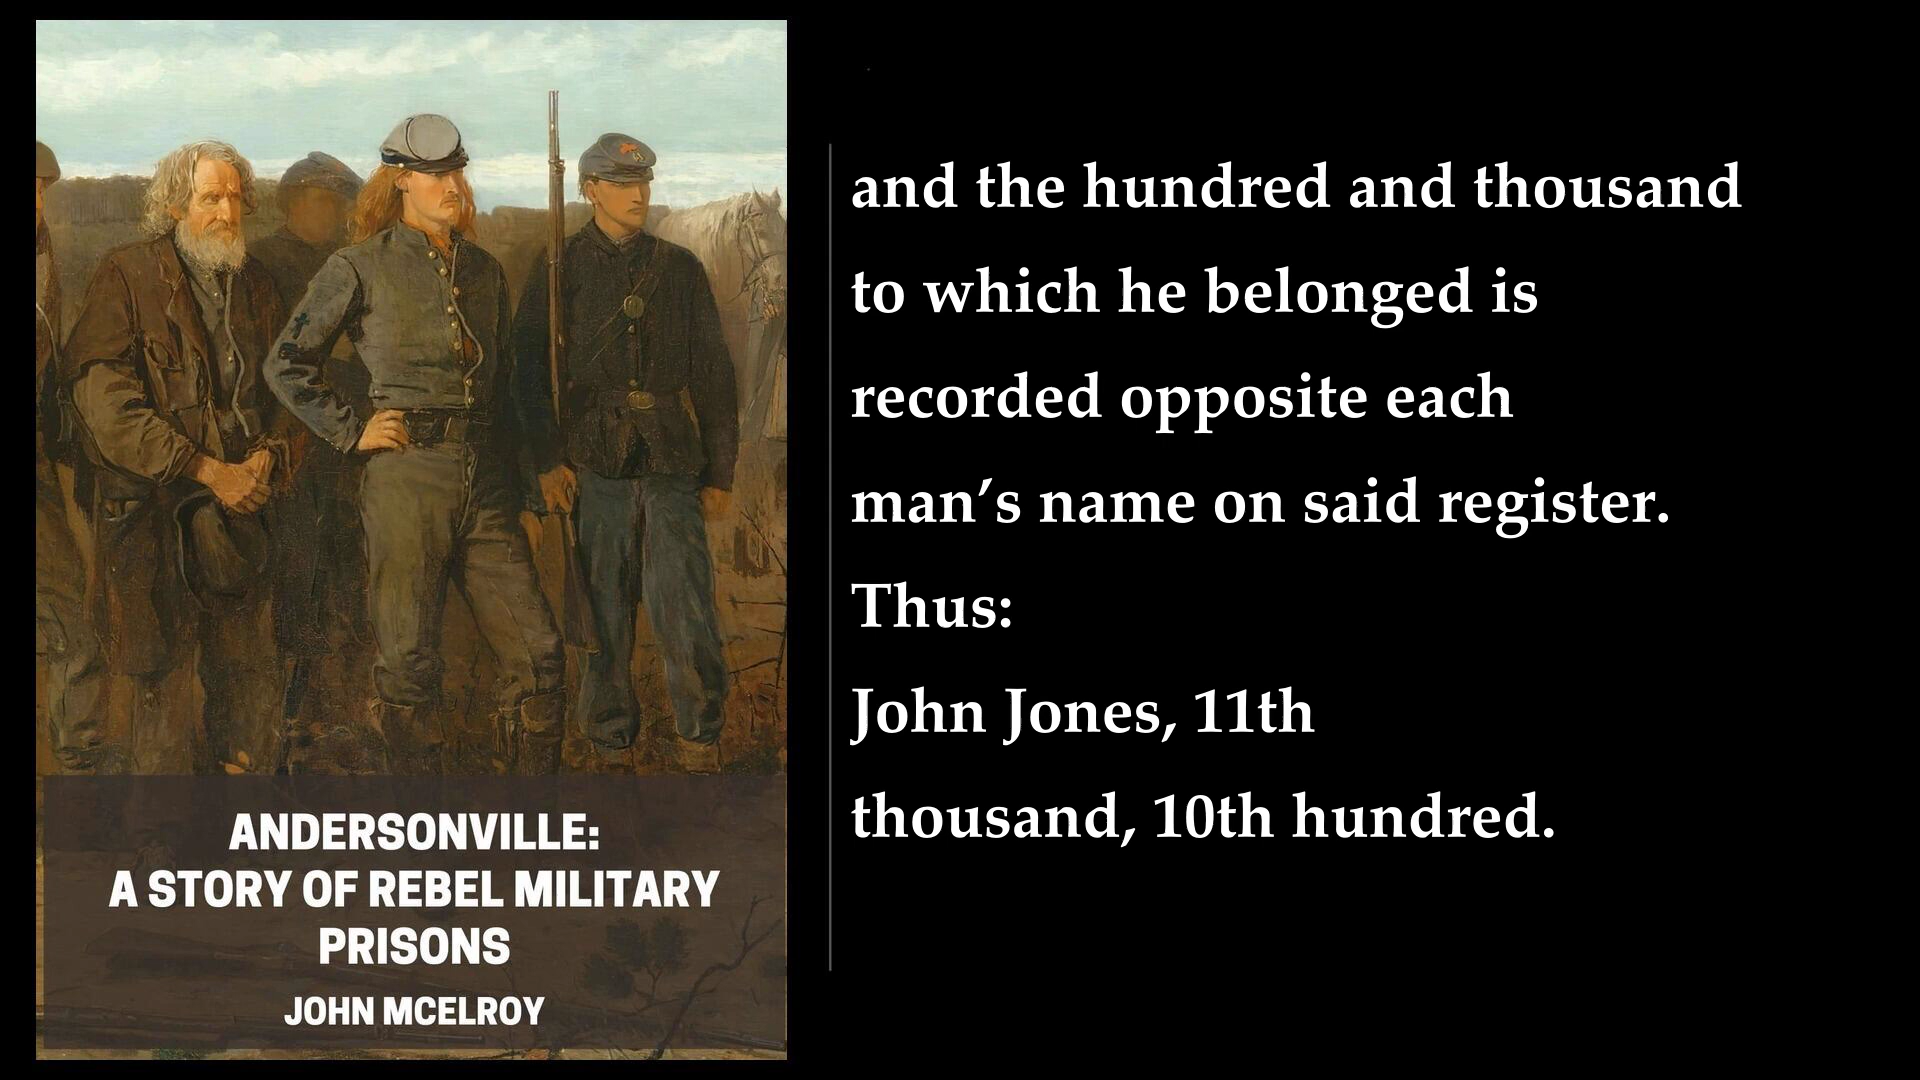 ANDERSONVILLE:
A STORY OF REBEL MILITARY
PRISONS
JOHN MCELROY
and the hundred and thousand
to which he belonged is
recorded opposite each
man’s name on said register.
Thus:
John Jones, 11th
thousand, 10th hundred.